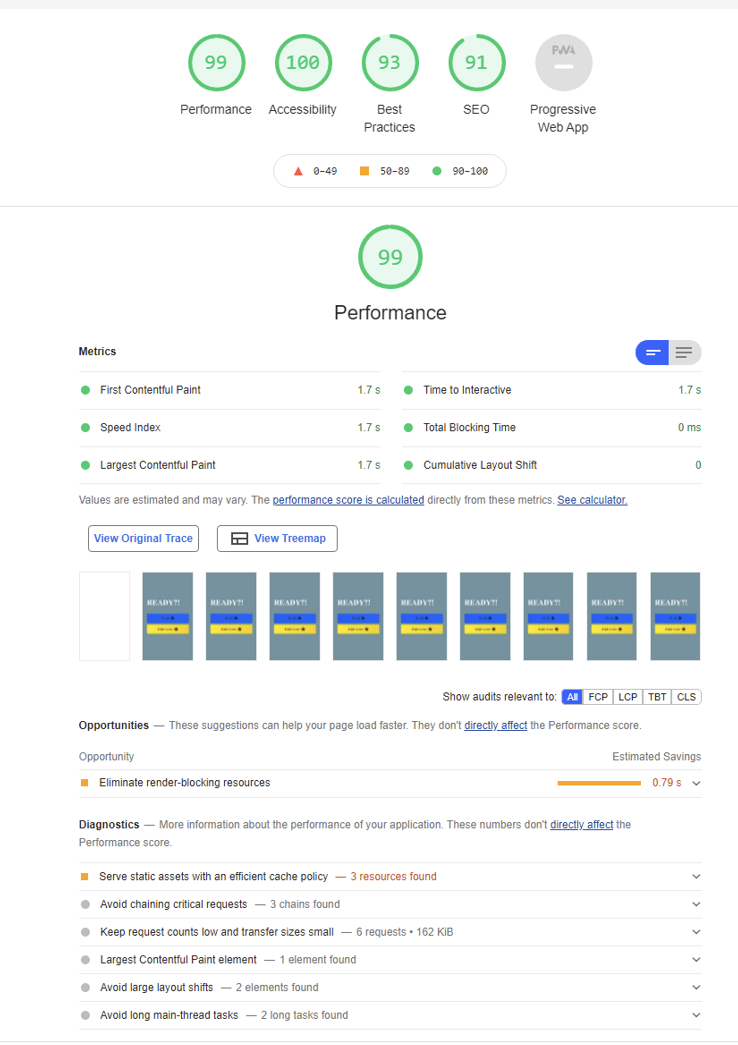 99 100 93 91 PWA
Performance Accessibility Best Practices SEO Progressive Web App
0–49 50–89 90–100
99
Performance
Metrics
First Contentful Paint 1.7 s Time to Interactive 1.7 s
Speed Index 1.7 s Total Blocking Time 0 ms
Largest Contentful Paint 1.7 s Cumulative Layout Shift 0
Values are estimated and may vary. The performance score is calculated directly from these metrics. See calculator.
View Original Trace View Treemap
READY?! READY?! READY?! READY?! READY?! READY?! READY?! READY?! READY?!
Show audits relevant to: All FCP LCP TBT CLS
Opportunities — These suggestions can help your page load faster. They don't directly affect the Performance score.
Opportunity Estimated Savings
Eliminate render-blocking resources 0.79 s
Diagnostics — More information about the performance of your application. These numbers don't directly affect the
Performance score.
Serve static assets with an efficient cache policy — 3 resources found
Avoid chaining critical requests — 3 chains found
Keep request counts low and transfer sizes small — 6 requests • 162 KiB
Largest Contentful Paint element — 1 element found
Avoid large layout shifts — 2 elements found
Avoid long main-thread tasks — 2 long tasks found